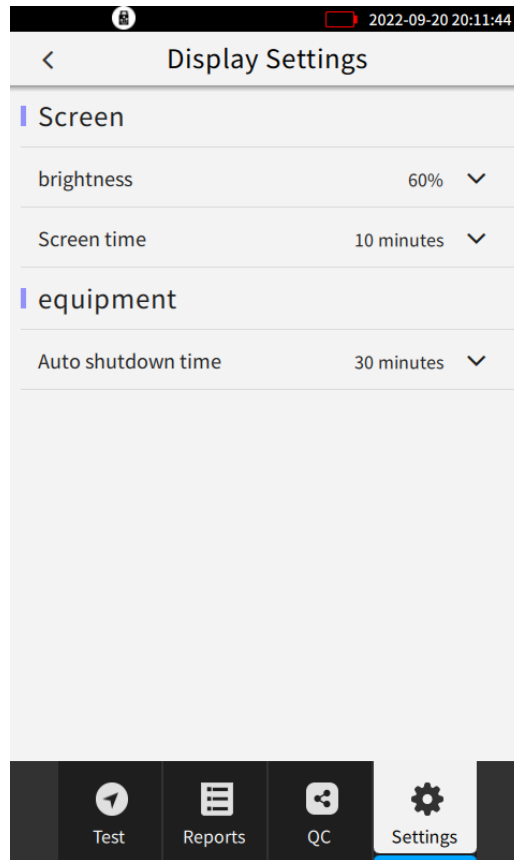 2022-09-20 20:11:44
Display Settings
Screen
brightness 60%
Screen time 10 minutes
equipment
Auto shutdown time 30 minutes
Test Reports QC Settings